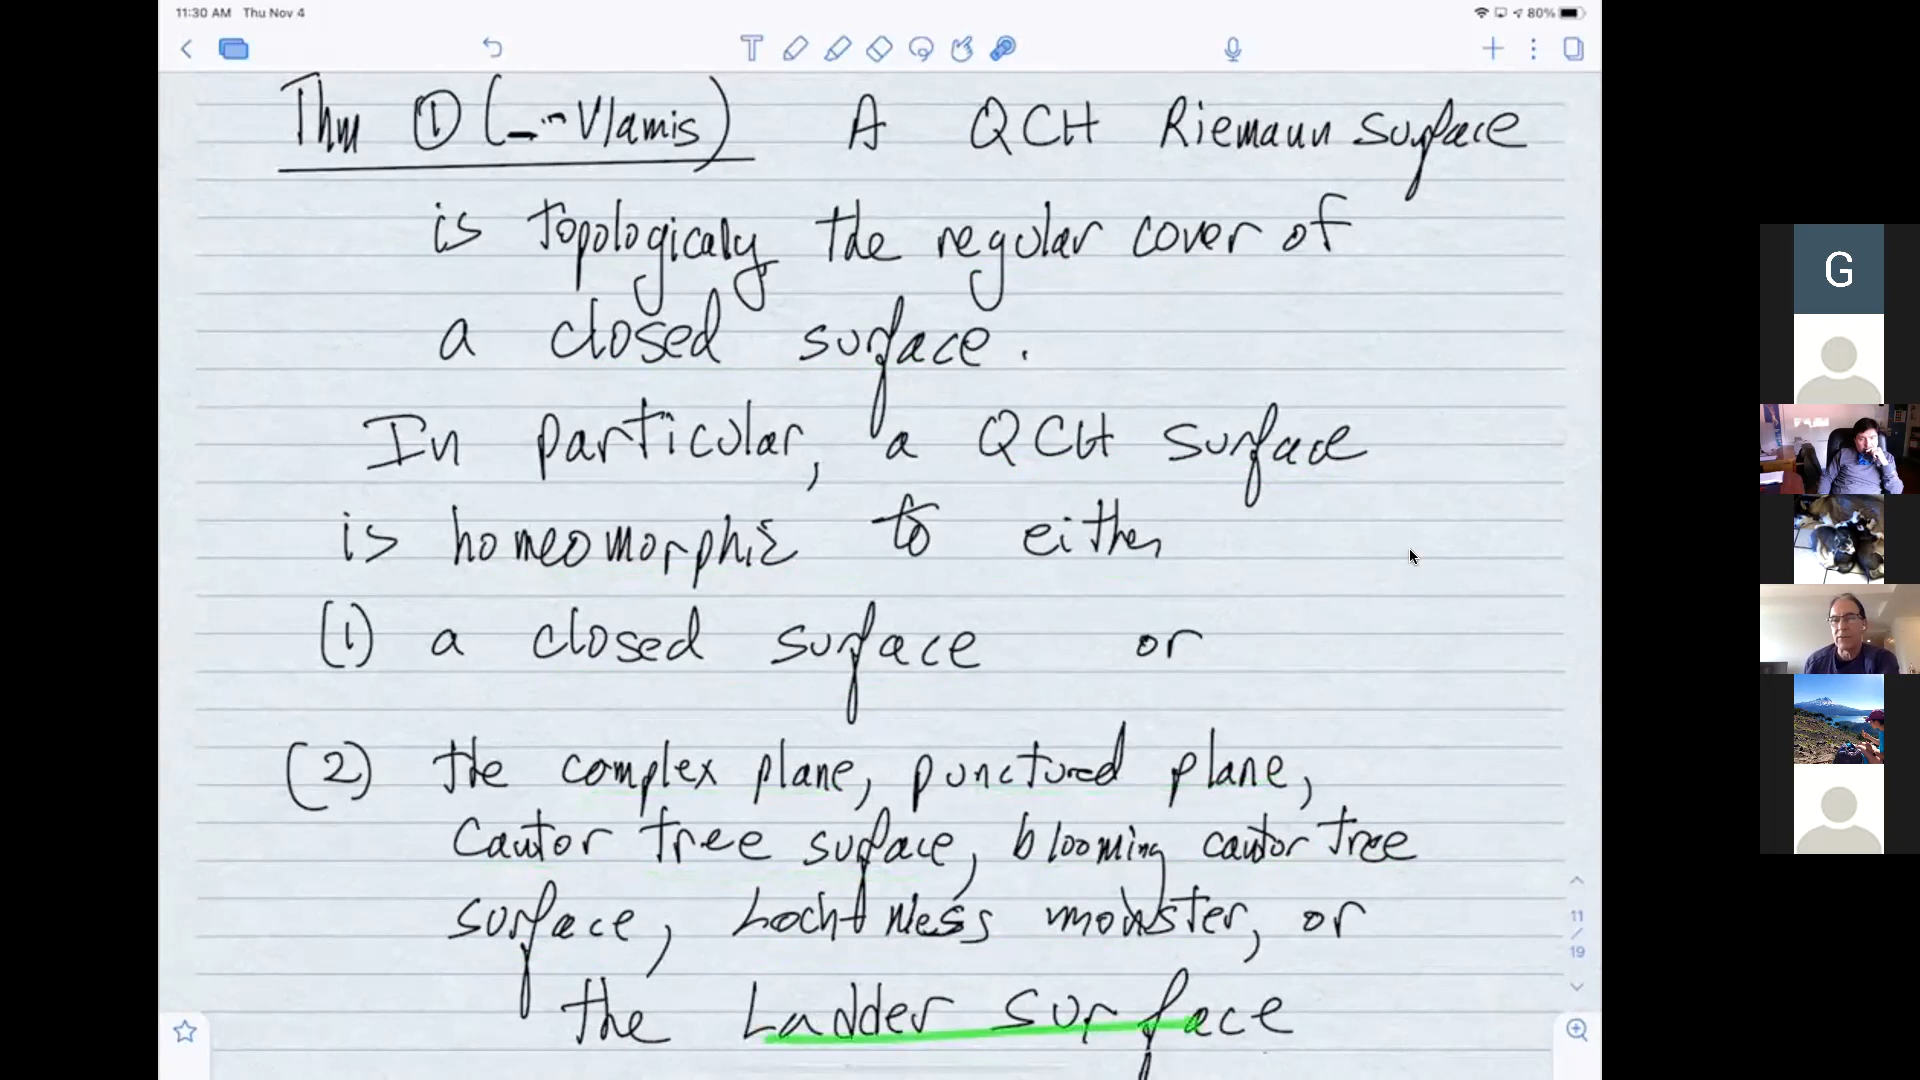 11:30 AM Thu Nov 4
80%
T
Thm ① (_-Vlamis) A QCH Riemann surface
is topologicaly the regular cover of
a closed surface.
In particular, a QCH surface
is homeomorphic to either
(1) a closed surface or
(2) the complex plane, punctured plane,
Cantor tree surface, blooming cantor tree
surface, Loch Ness monster, or
the Ladder surface
11
/
19
G